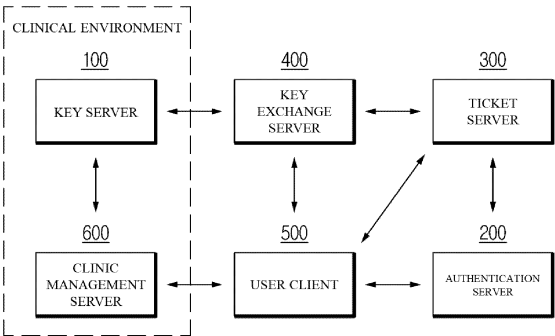 CLINICAL ENVIRONMENT
100
400
300
KEY SERVER
KEY
EXCHANGE
SERVER
TICKET
SERVER
600
500
200
CLINIC
MANAGEMENT
SERVER
USER CLIENT
AUTHENTICATION
SERVER